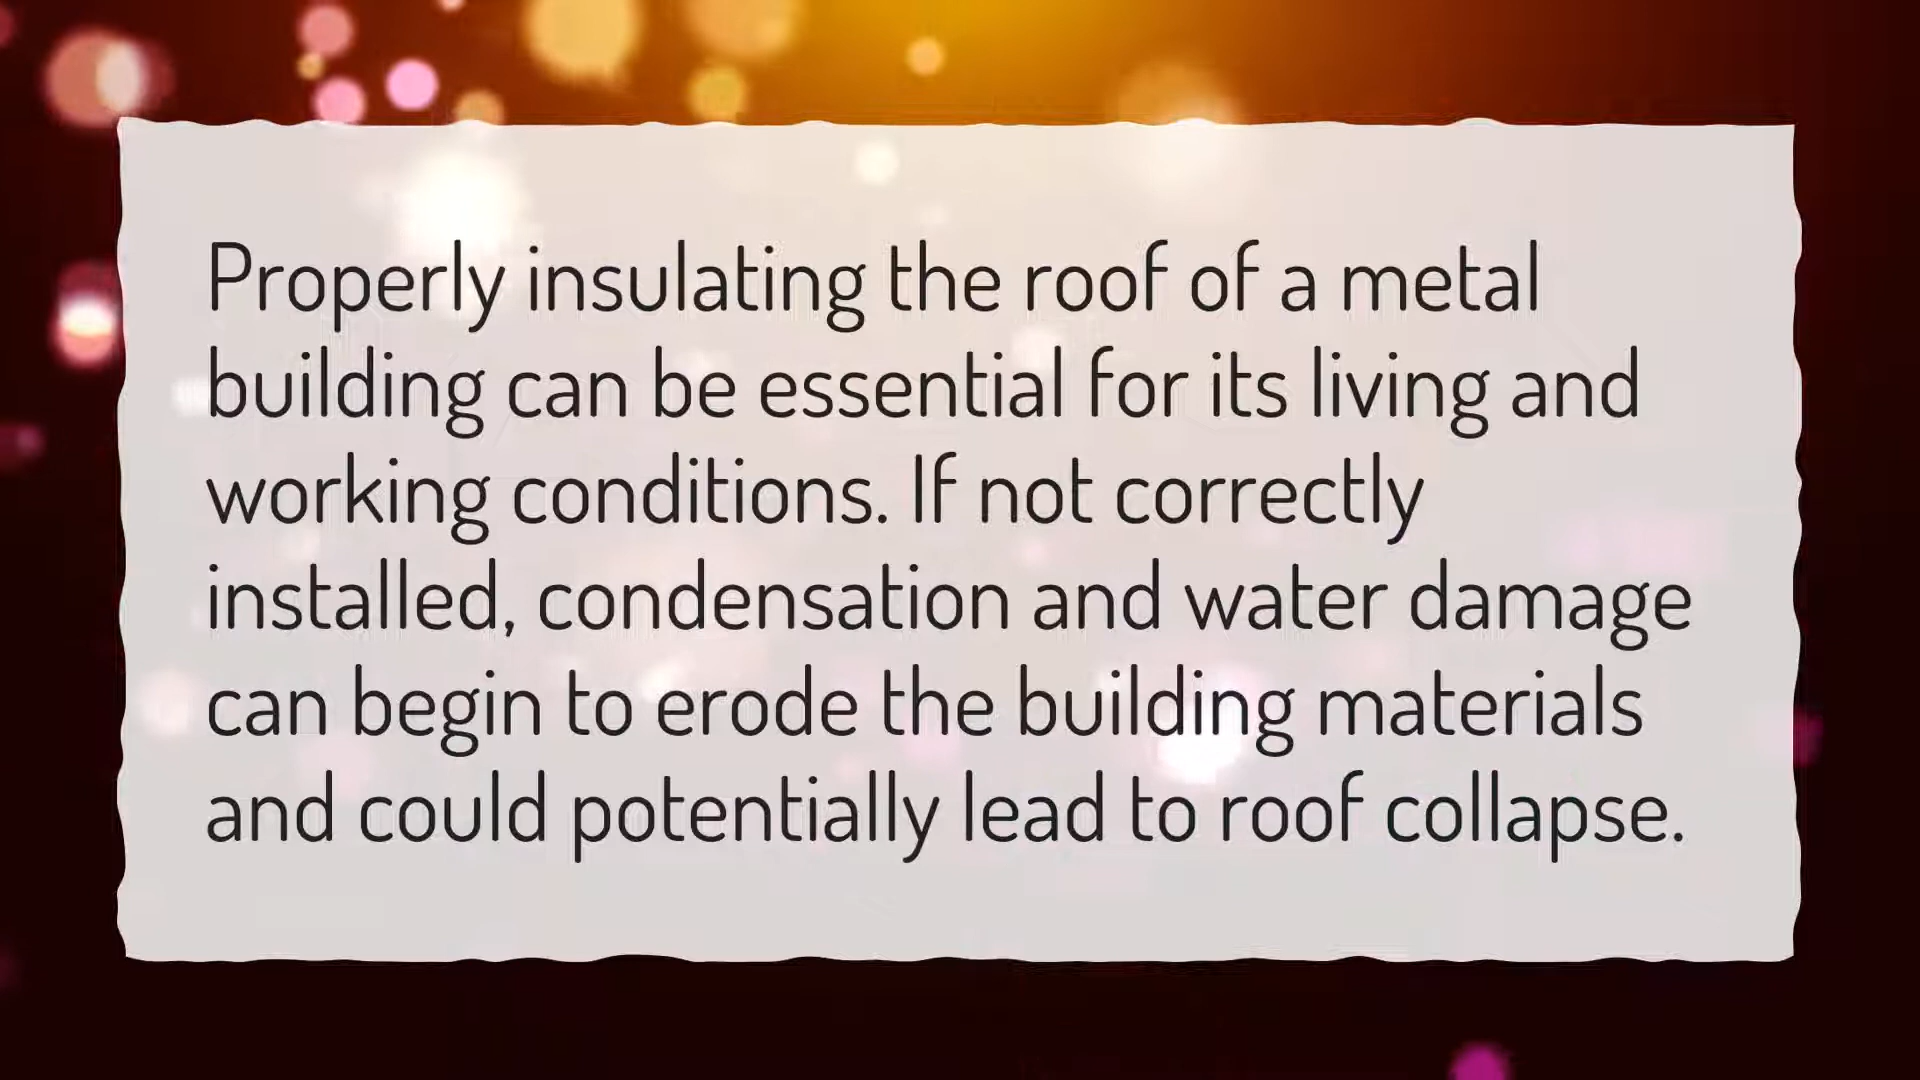 Properly insulating the roof of a metal
building can be essential for its living and
working conditions. If not correctly
installed, condensation and water damage
can begin to erode the building materials
and could potentially lead to roof collapse.